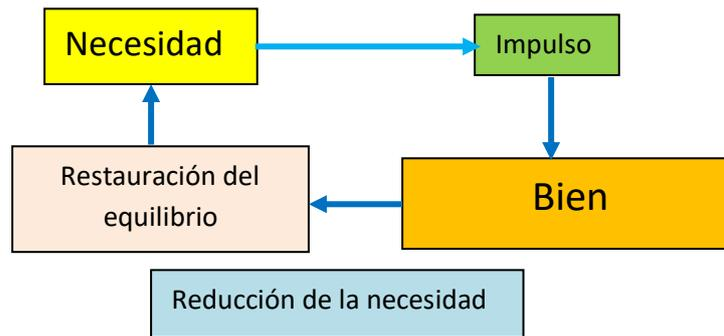 Necesidad
Impulso
Restauración del
equilibrio
Bien
Reducción de la necesidad